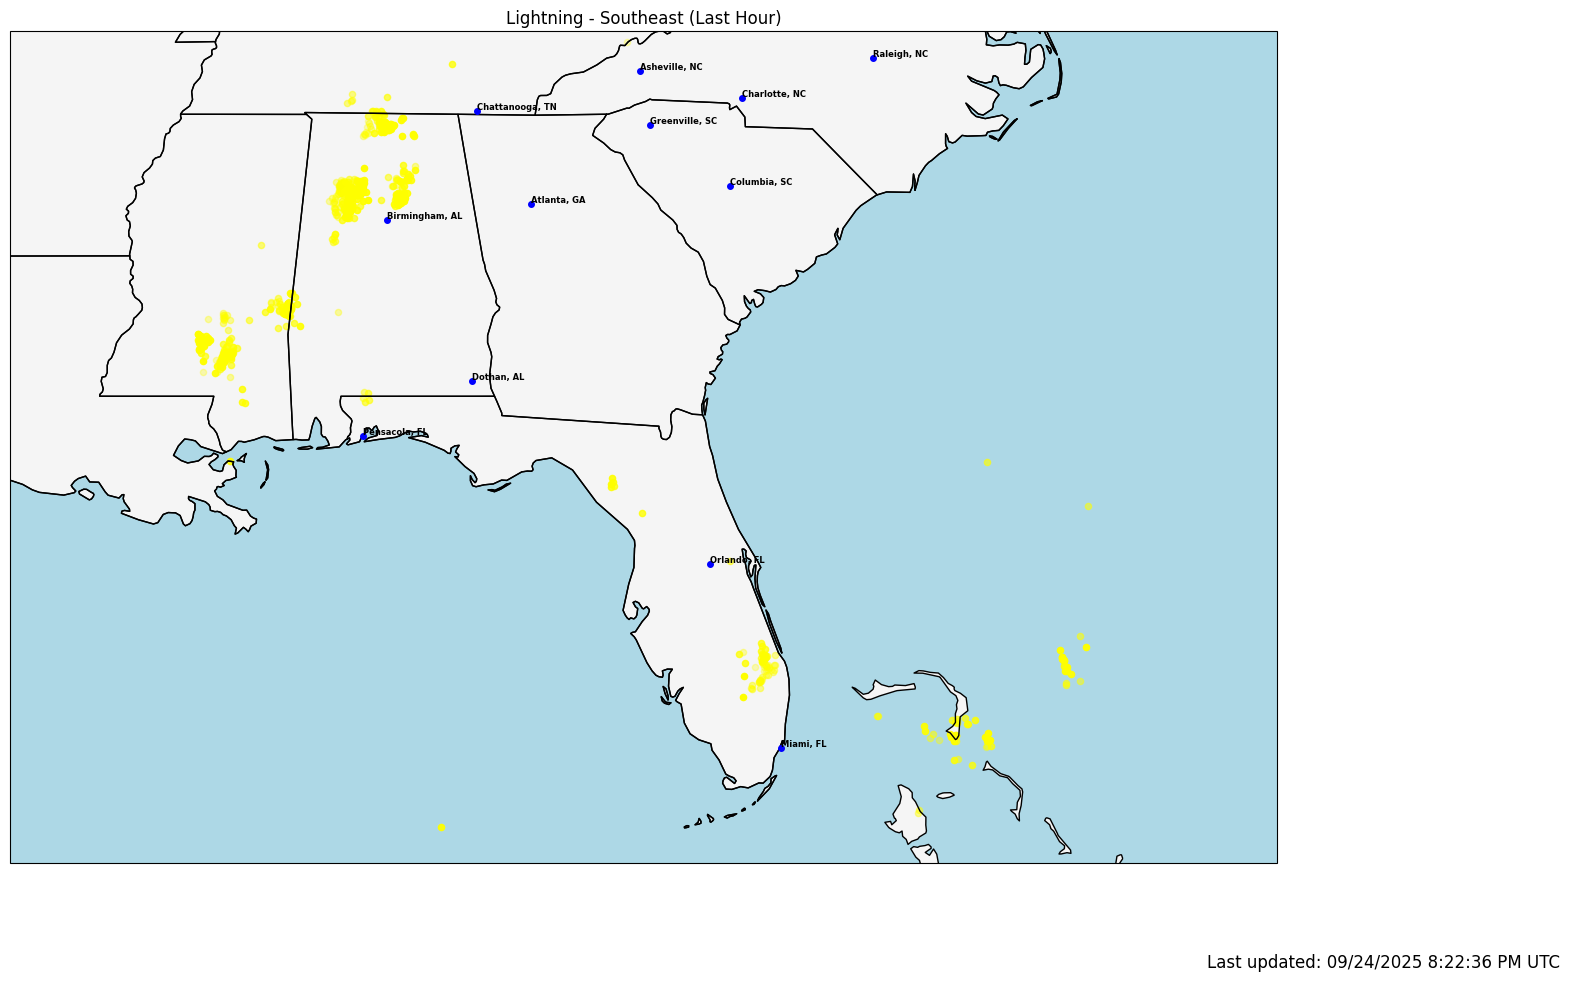 Lightning - Southeast (Last Hour)
Raleigh, NC
Asheville, NC
Charlotte, NC
Chattanooga, TN
Greenville, SC
Columbia, SC
Atlanta, GA
Birmingham, AL
Dothan, AL
Pensacola, FL
Orlando, FL
Miami, FL
Last updated: 09/24/2025 8:22:36 PM UTC